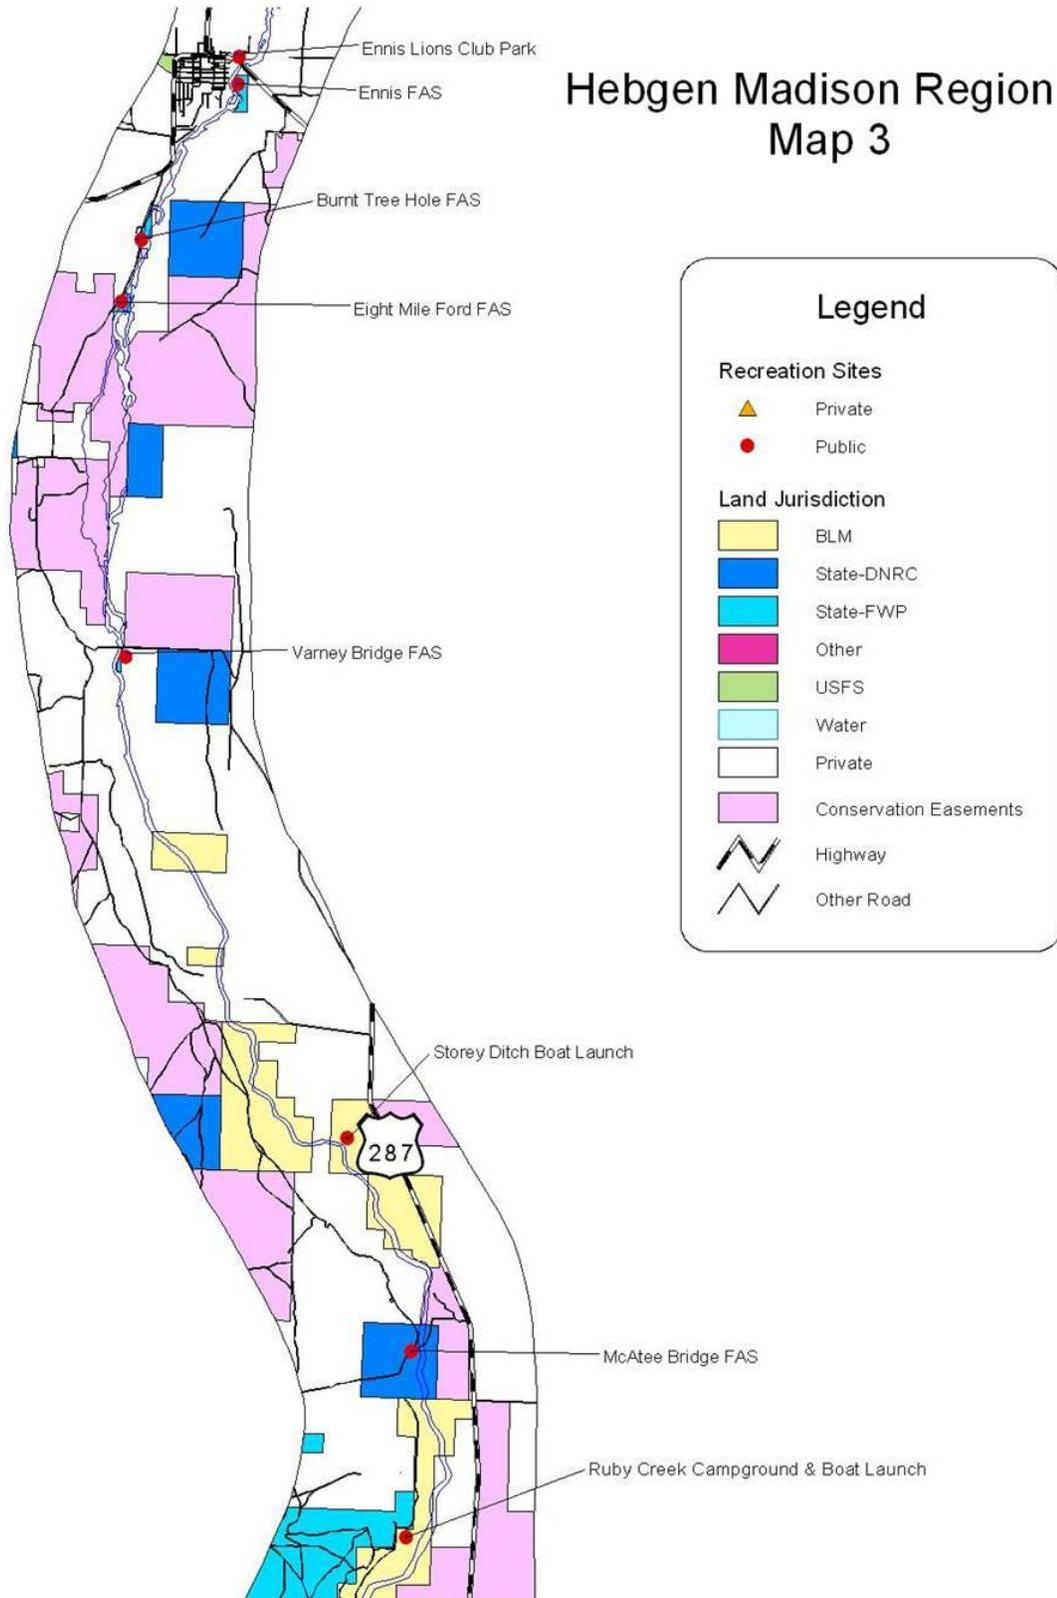 Ennis Lions Club Park
Hebgen Madison Region
Map 3
Ennis FAS
Burnt Tree Hole FAS
Eight Mile Ford FAS
Varney Bridge FAS
Storey Ditch Boat Launch
287
McAtee Bridge FAS
Ruby Creek Campground & Boat Launch
Legend
Recreation Sites
Private
Public
Land Jurisdiction
BLM
State-DNRC
State-FWP
Other
USFS
Water
Private
Conservation Easements
Highway
Other Road